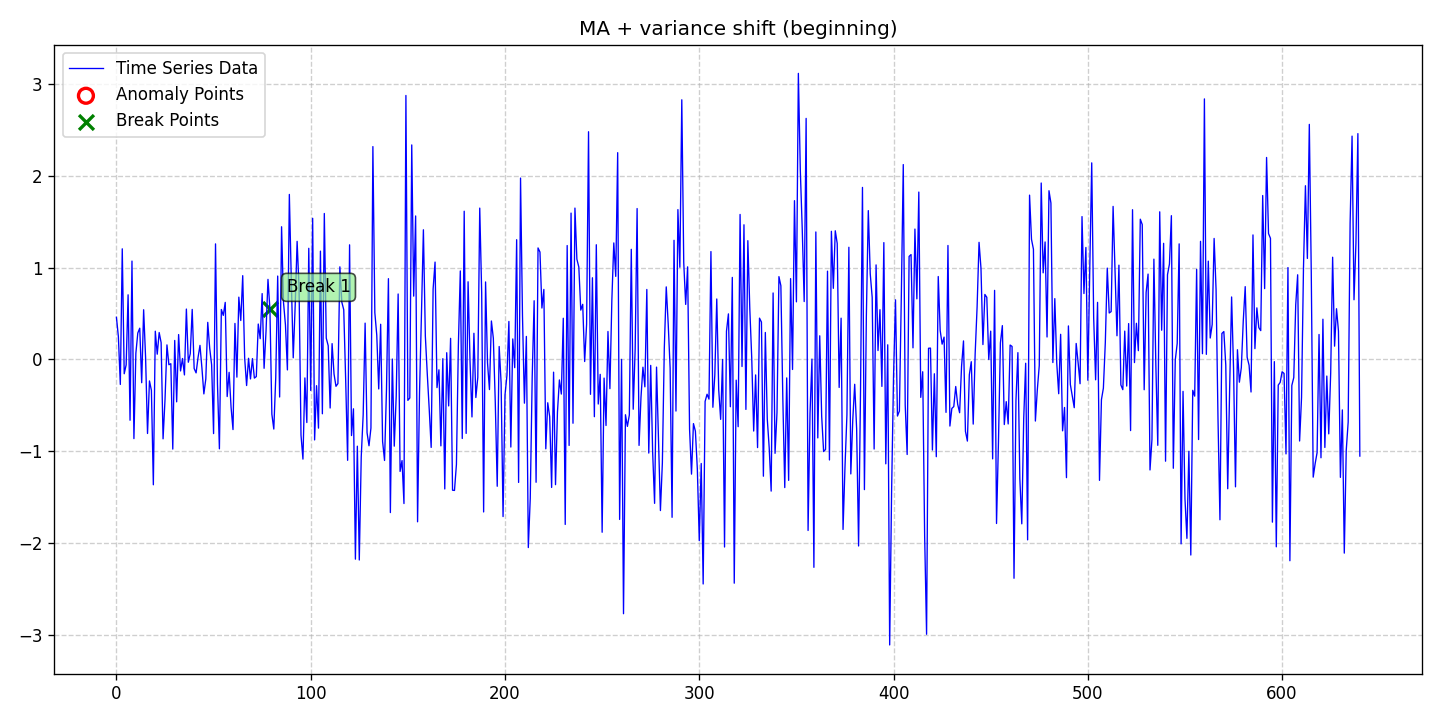 MA + variance shift (beginning)
Time Series Data
Anomaly Points
Break Points
Break 1
3
2
1
0
−1
−2
−3
0 100 200 300 400 500 600